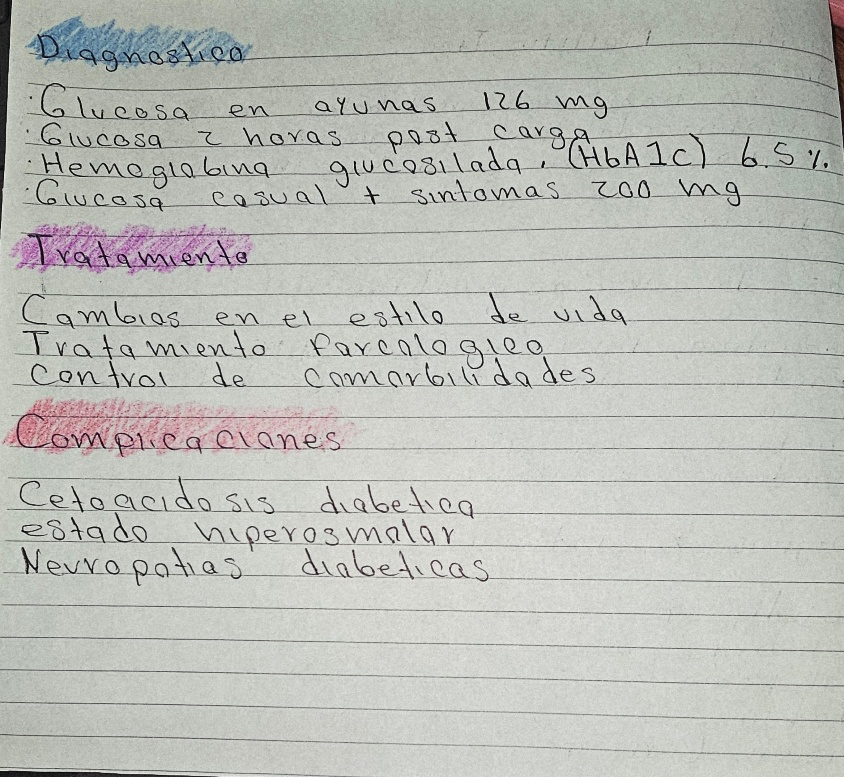 Diagnostico
· Glucosa en ayunas 126 mg
· Glucosa 2 horas post carga
· Hemoglobina glucosilada. (HbA1c) 6.5 %.
· Glucosa casual + sintomas 200 mg
Tratamiento
Cambios en el estilo de vida
Tratamiento farcologico
control de comorbilidades
Complicaciones
Cetoacidosis diabetica
estado hiperosmolar
Neuropatias diabeticas